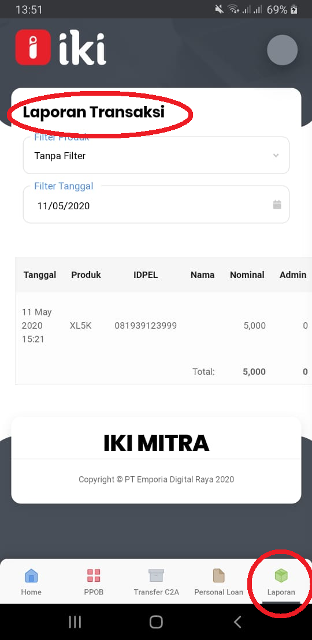 13:51
69%
iki
Laporan Transaksi
Filter Produk
Tanpa Filter
Filter Tanggal
11/05/2020
Tanggal Produk IDPEL Nama Nominal Admin
11 May
2020 XL5K 081939123999 5,000 0
15:21
Total: 5,000 0
IKI MITRA
Copyright © PT Emporia Digital Raya 2020
Home PPOB Transfer C2A Personal Loan Laporan